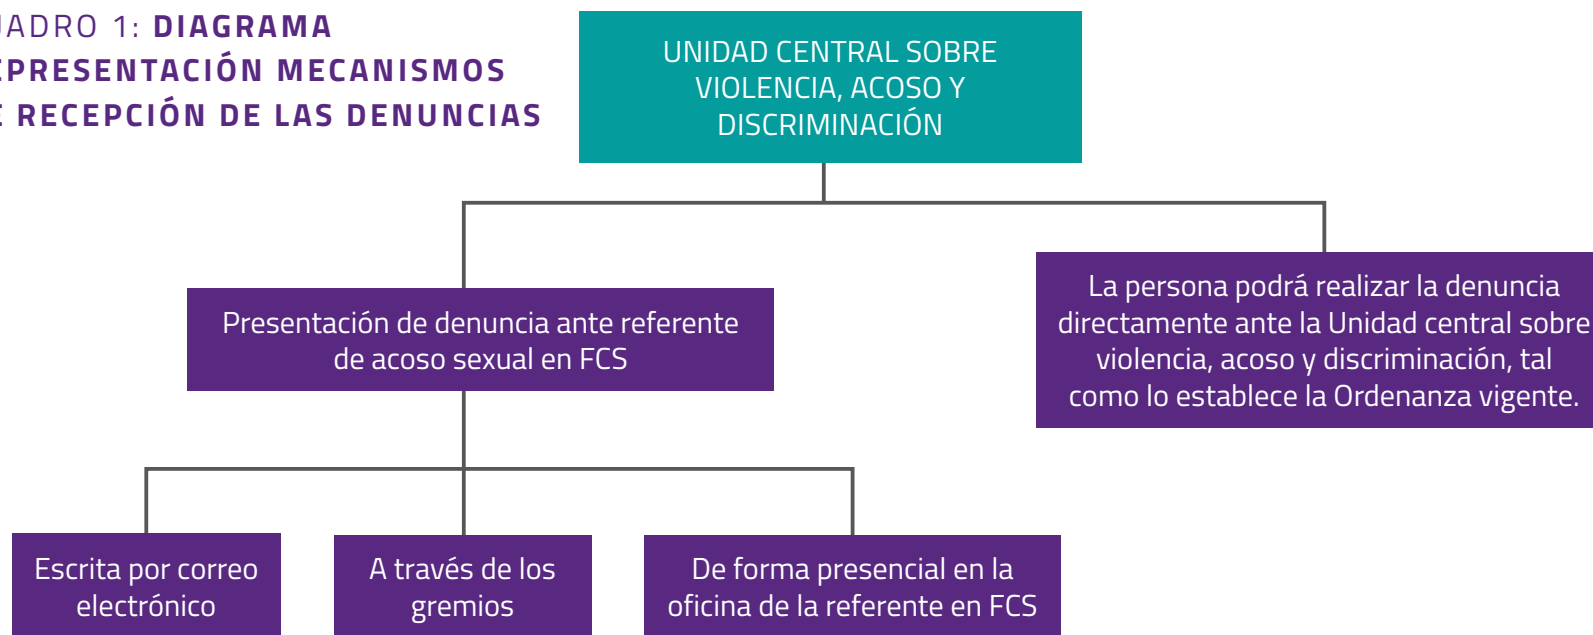 UADRO 1: DIAGRAMA
EPRESENTACIÓN MECANISMOS
E RECEPCIÓN DE LAS DENUNCIAS
UNIDAD CENTRAL SOBRE
VIOLENCIA, ACOSO Y
DISCRIMINACIÓN
Presentación de denuncia ante referente
de acoso sexual en FCS
La persona podrá realizar la denuncia
directamente ante la Unidad central sobre
violencia, acoso y discriminación, tal
como lo establece la Ordenanza vigente.
Escrita por correo
electrónico
A través de los
gremios
De forma presencial en la
oficina de la referente en FCS